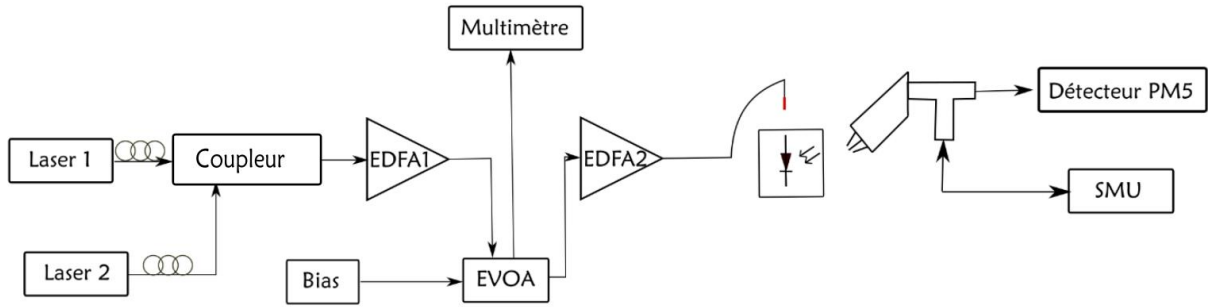 Multimètre
Détecteur PM5
Laser 1
Coupleur
EDFA1
EDFA2
SMU
Laser 2
Bias
EVOA